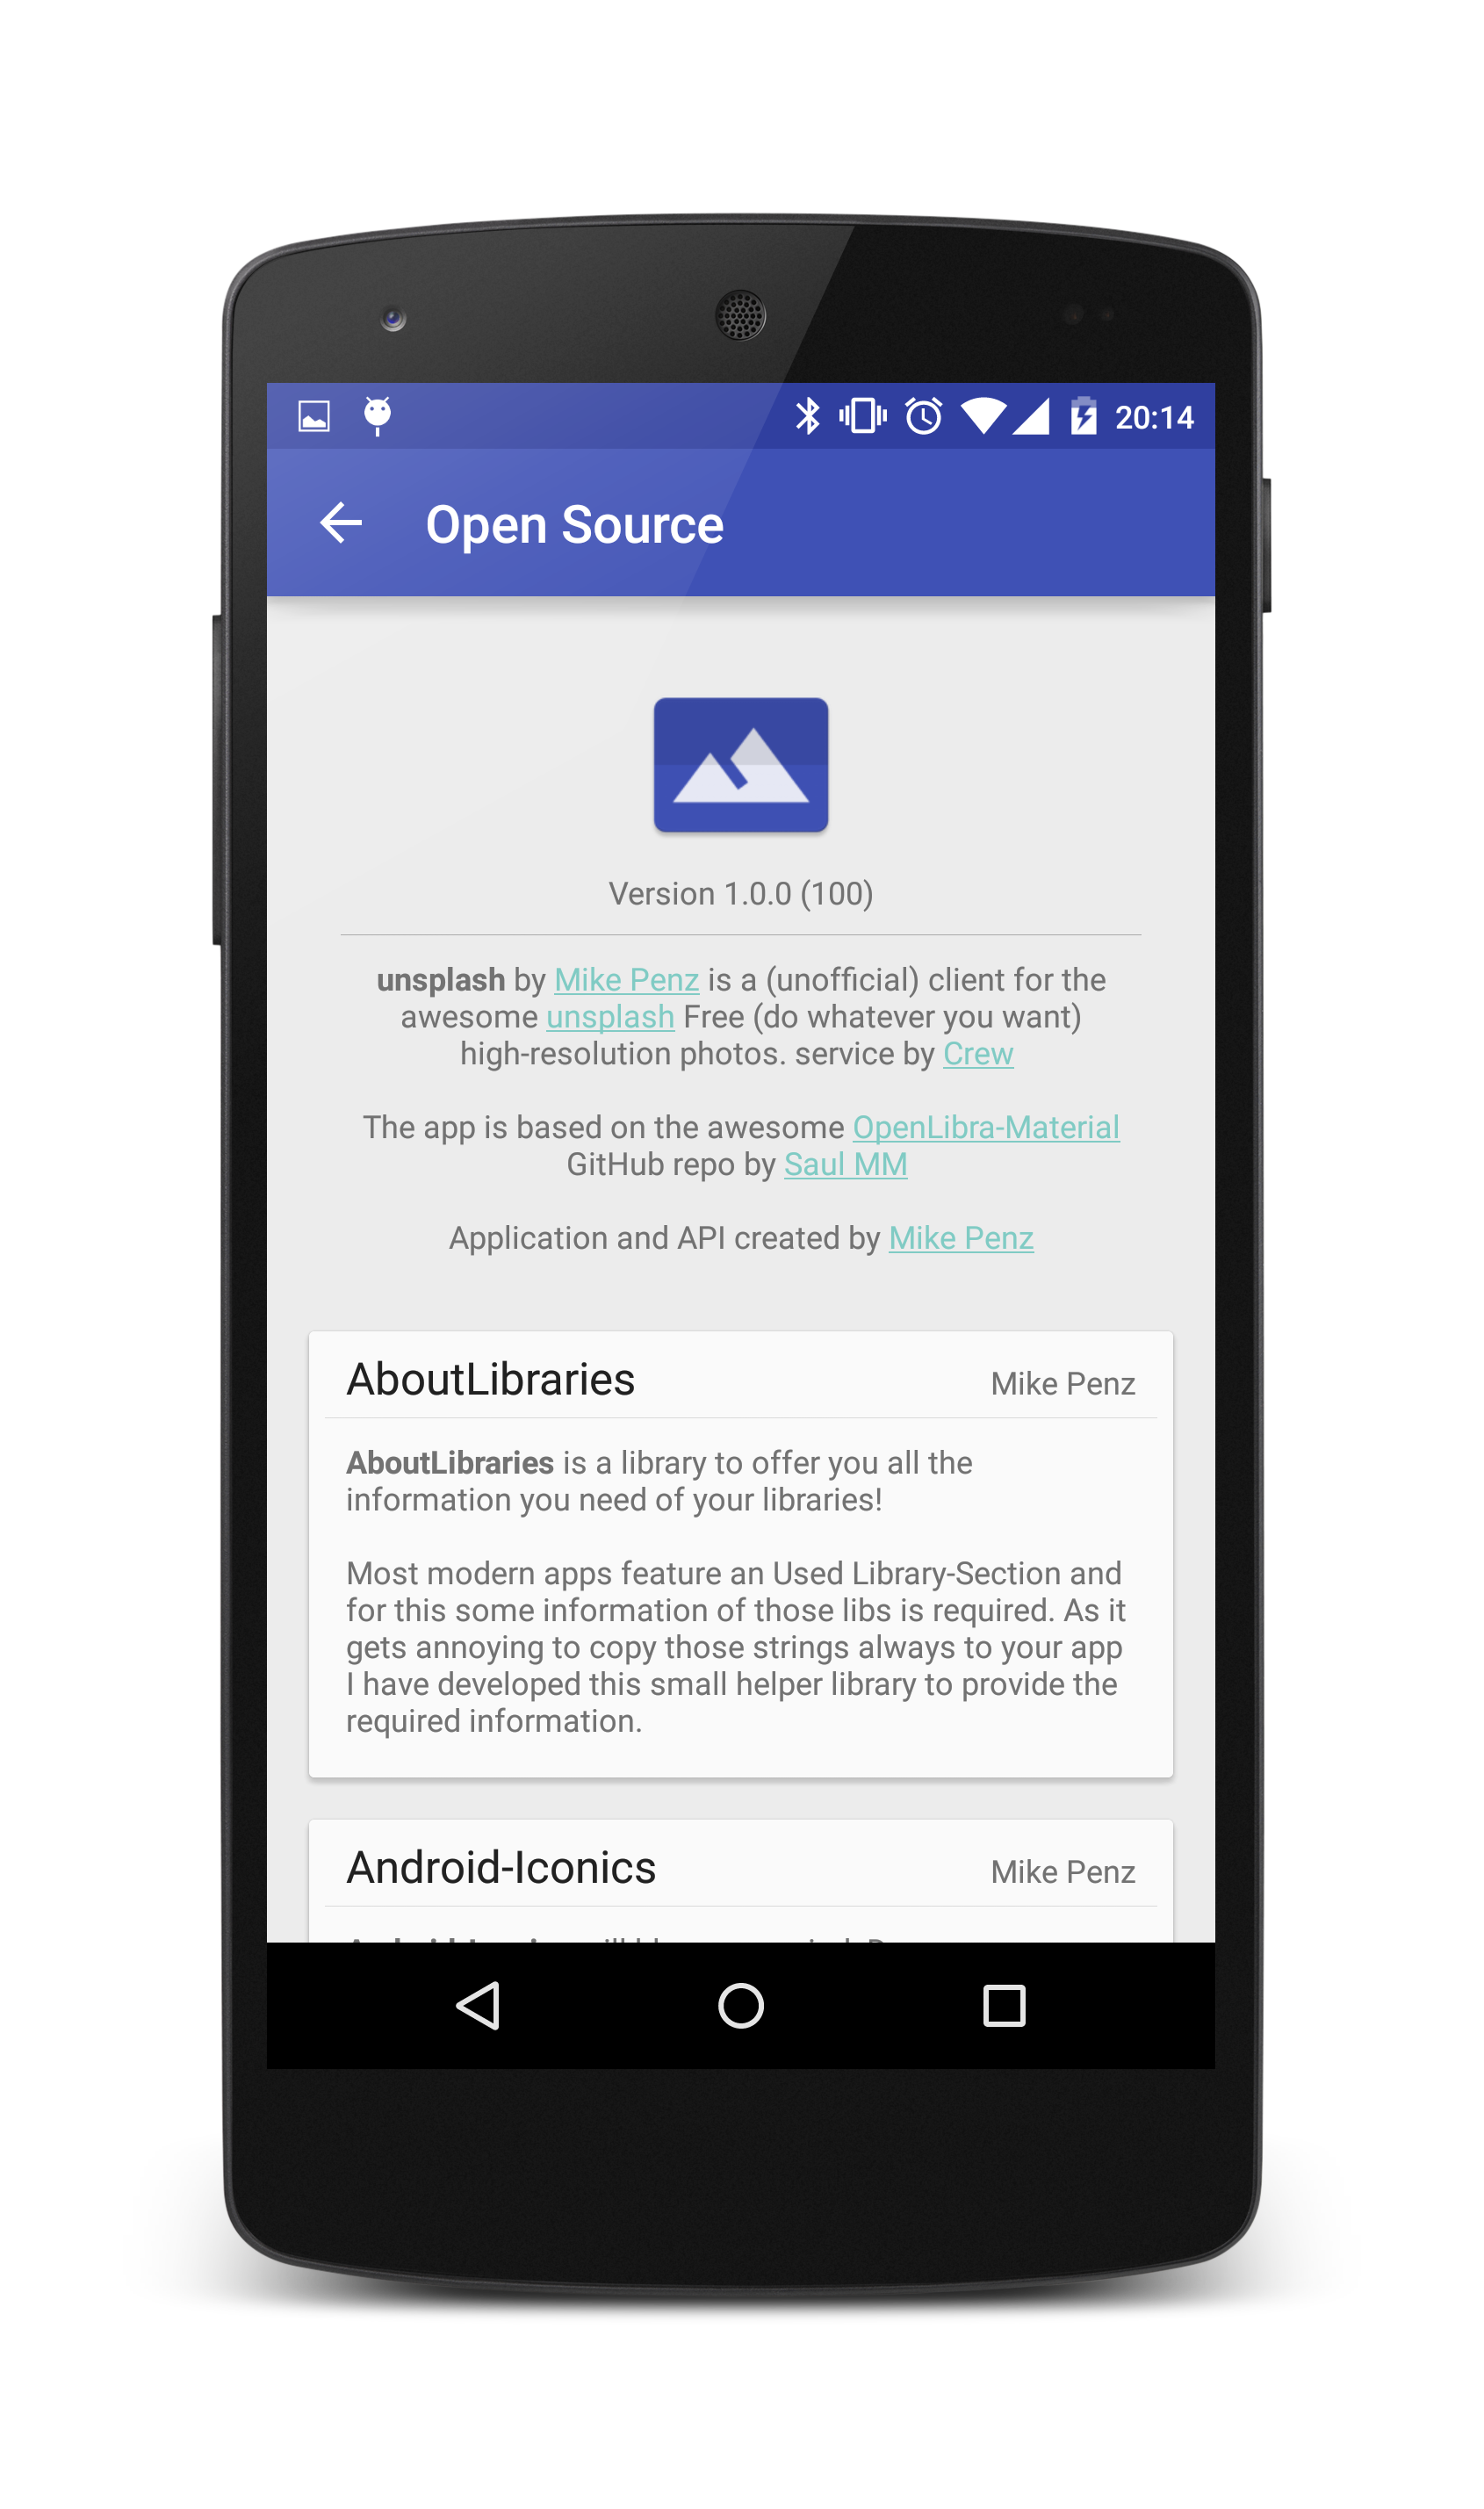 20:14
Open Source
Version 1.0.0 (100)
unsplash by Mike Penz is a (unofficial) client for the
awesome unsplash Free (do whatever you want)
high-resolution photos. service by Crew
The app is based on the awesome OpenLibra-Material
GitHub repo by Saul MM
Application and API created by Mike Penz
AboutLibraries
Mike Penz
AboutLibraries is a library to offer you all the
information you need of your libraries!
Most modern apps feature an Used Library-Section and
for this some information of those libs is required. As it
gets annoying to copy those strings always to your app
I have developed this small helper library to provide the
required information.
Android-Iconics
Mike Penz